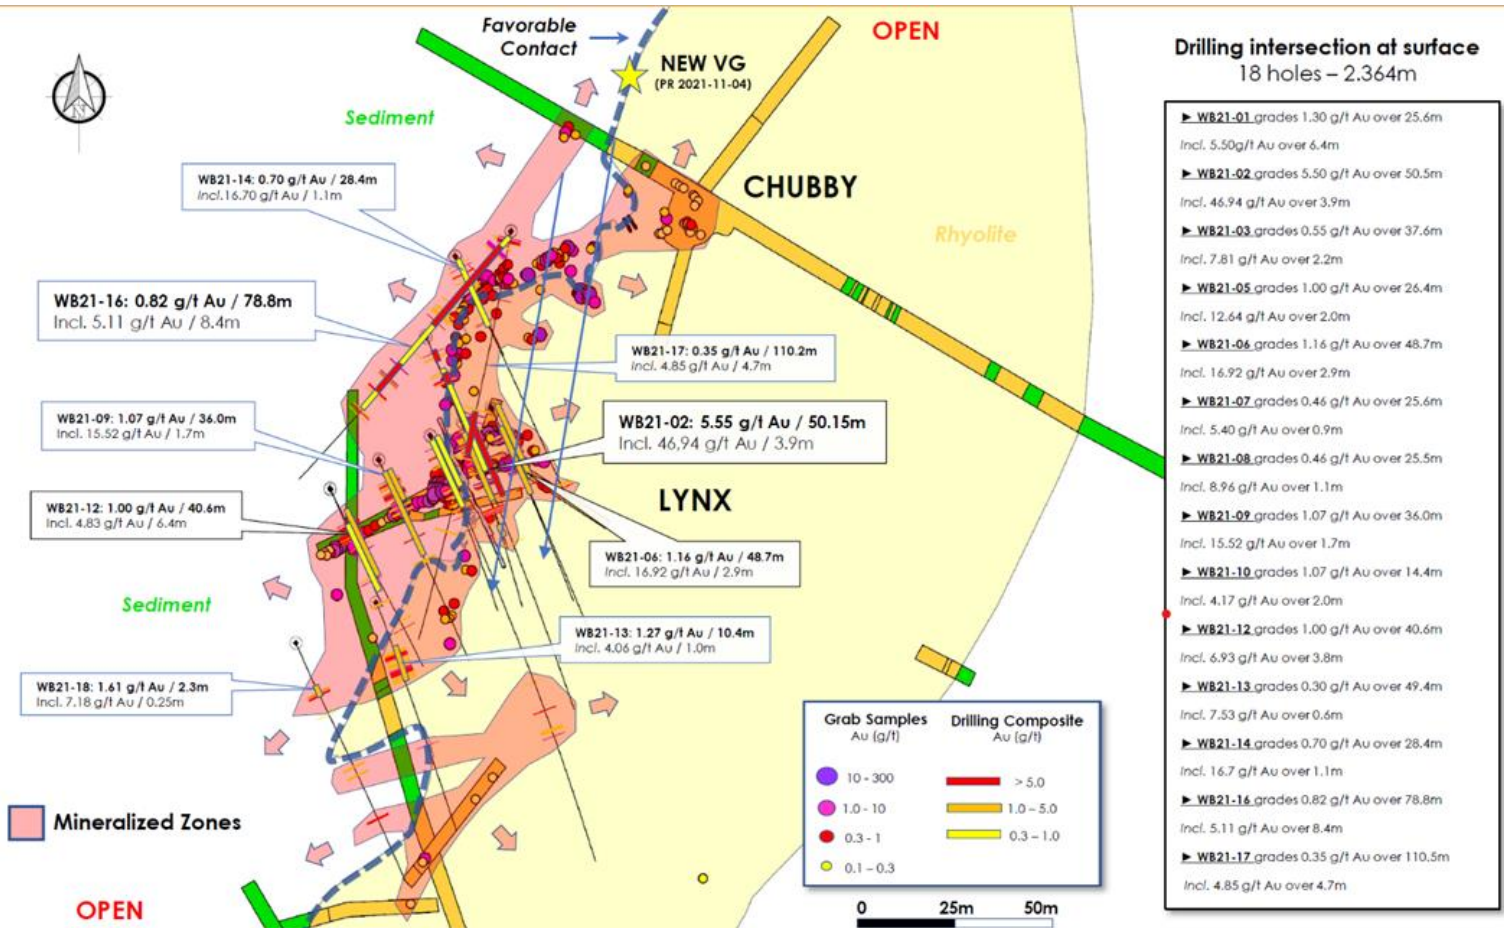 Favorable
Contact
OPEN
NEW VG
(PR 2021-11-04)
N
Sediment
CHUBBY
Rhyolite
WB21-14: 0.70 g/t Au / 28.4m
Incl.16.70 g/t Au / 1.1m
WB21-16: 0.82 g/t Au / 78.8m
Incl. 5.11 g/t Au / 8.4m
WB21-17: 0.35 g/t Au / 110.2m
Incl. 4.85 g/t Au / 4.7m
WB21-09: 1.07 g/t Au / 36.0m
Incl. 15.52 g/t Au / 1.7m
WB21-02: 5.55 g/t Au / 50.15m
Incl. 46,94 g/t Au / 3.9m
WB21-12: 1.00 g/t Au / 40.6m
Incl. 4.83 g/t Au / 6.4m
LYNX
WB21-06: 1.16 g/t Au / 48.7m
Incl. 16.92 g/t Au / 2.9m
Sediment
WB21-13: 1.27 g/t Au / 10.4m
Incl. 4.06 g/t Au / 1.0m
WB21-18: 1.61 g/t Au / 2.3m
Incl. 7.18 g/t Au / 0.25m
Mineralized Zones
OPEN
Grab Samples
Au (g/t)
10 - 300
1.0 - 10
0.3 - 1
0.1 – 0.3
Drilling Composite
Au (g/t)
> 5.0
1.0 – 5.0
0.3 – 1.0
0 25m 50m
Drilling intersection at surface
18 holes – 2.364m
► WB21-01 grades 1.30 g/t Au over 25.6m
Incl. 5.50g/t Au over 6.4m
► WB21-02 grades 5.50 g/t Au over 50.5m
Incl. 46.94 g/t Au over 3.9m
► WB21-03 grades 0.55 g/t Au over 37.6m
Incl. 7.81 g/t Au over 2.2m
► WB21-05 grades 1.00 g/t Au over 26.4m
Incl. 12.64 g/t Au over 2.0m
► WB21-06 grades 1.16 g/t Au over 48.7m
Incl. 16.92 g/t Au over 2.9m
► WB21-07 grades 0.46 g/t Au over 25.6m
Incl. 5.40 g/t Au over 0.9m
► WB21-08 grades 0.46 g/t Au over 25.5m
Incl. 8.96 g/t Au over 1.1m
► WB21-09 grades 1.07 g/t Au over 36.0m
Incl. 15.52 g/t Au over 1.7m
► WB21-10 grades 1.07 g/t Au over 14.4m
Incl. 4.17 g/t Au over 2.0m
► WB21-12 grades 1.00 g/t Au over 40.6m
Incl. 6.93 g/t Au over 3.8m
► WB21-13 grades 0.30 g/t Au over 49.4m
Incl. 7.53 g/t Au over 0.6m
► WB21-14 grades 0.70 g/t Au over 28.4m
Incl. 16.7 g/t Au over 1.1m
► WB21-16 grades 0.82 g/t Au over 78.8m
Incl. 5.11 g/t Au over 8.4m
► WB21-17 grades 0.35 g/t Au over 110.5m
Incl. 4.85 g/t Au over 4.7m